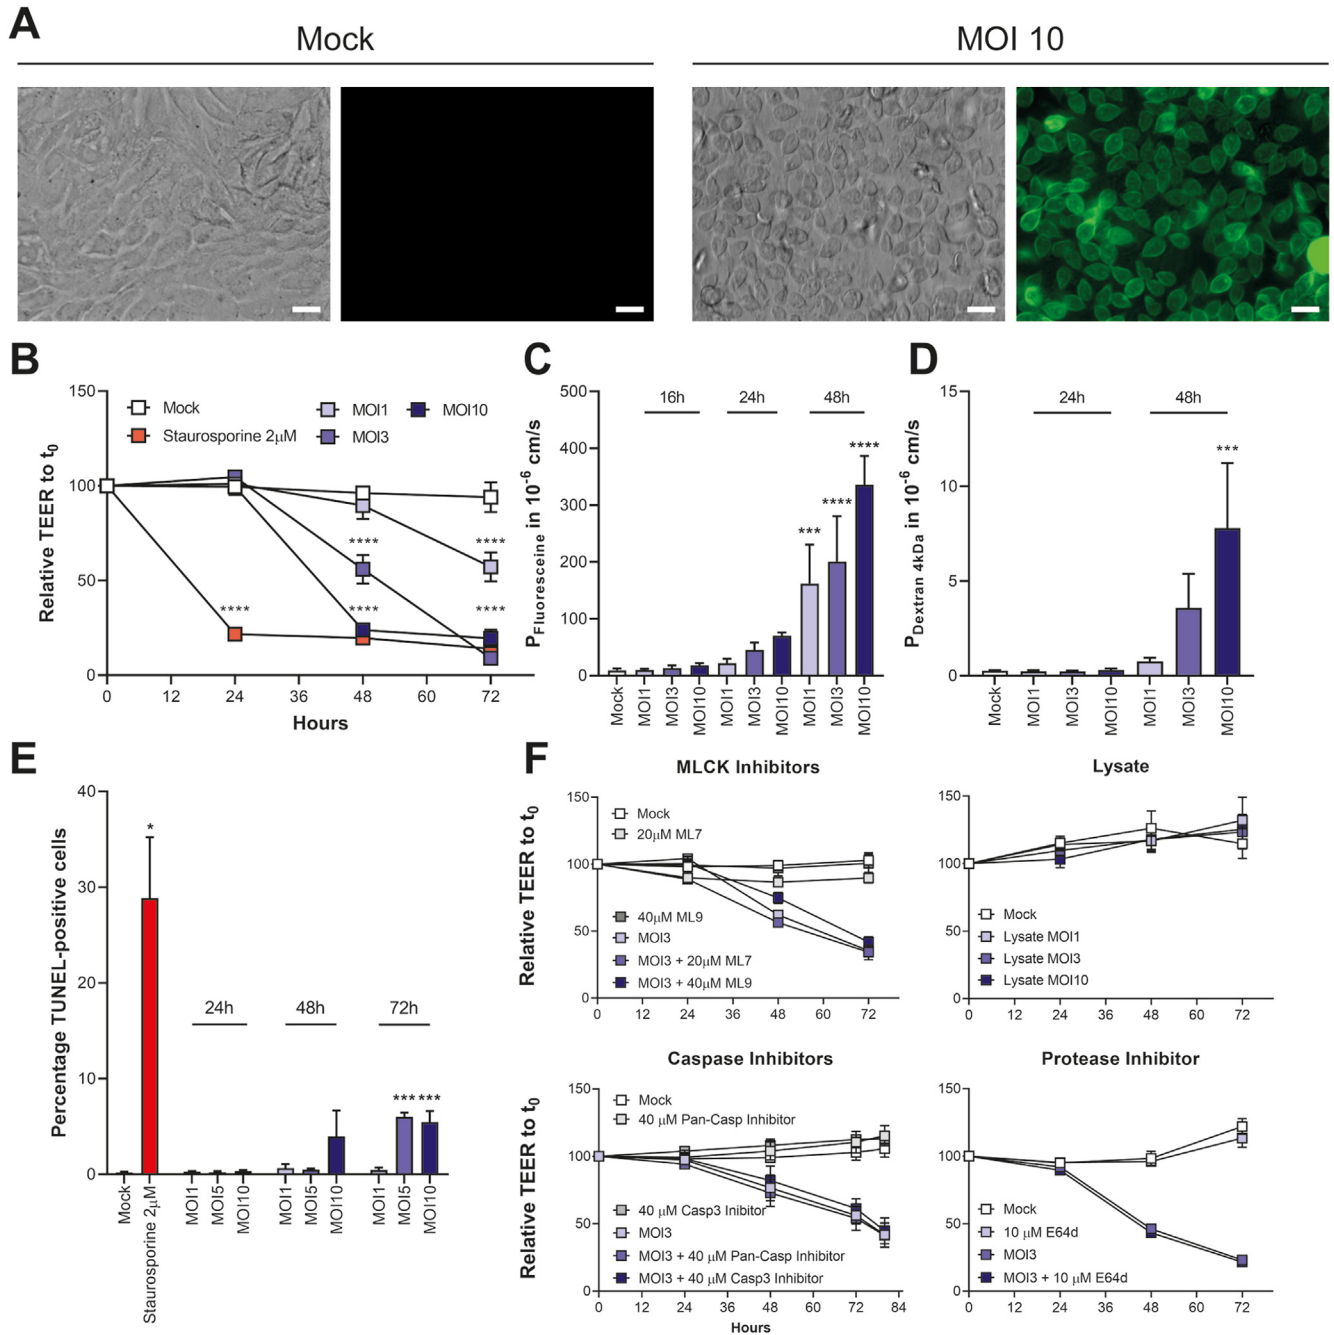 A
Mock
MOI 10
B
150
100
50
0
Relative TEER to t0
Mock
Staurosporine 2μM
MOI1
MOI3
MOI10
****
****
****
****
****
0
12
24
36
48
60
72
Hours
C
500
400
300
200
100
0
PFluoresceine in 10-6 cm/s
16h
24h
48h
***
****
****
Mock
MOI1
MOI3
MOI10
MOI1
MOI3
MOI10
MOI1
MOI3
MOI10
D
15
10
5
0
PDextran 4kDa in 10-6 cm/s
24h
48h
***
Mock
MOI1
MOI3
MOI10
MOI1
MOI3
MOI10
E
40
30
20
10
0
Percentage TUNEL-positive cells
*
24h
48h
72h
***
***
Mock
Staurosporine 2μM
MOI1
MOI5
MOI10
MOI1
MOI5
MOI10
MOI1
MOI5
MOI10
F
MLCK Inhibitors
150
100
50
0
Relative TEER to t0
Mock
20μM ML7
40μM ML9
MOI3
MOI3 + 20μM ML7
MOI3 + 40μM ML9
0
12
24
36
48
60
72
Lysate
150
100
50
0
Mock
Lysate MOI1
Lysate MOI3
Lysate MOI10
0
12
24
36
48
60
72
Caspase Inhibitors
150
100
50
0
Relative TEER to t0
Mock
40 μM Pan-Casp Inhibitor
40 μM Casp3 Inibitor
MOI3
MOI3 + 40 μM Pan-Casp Inhibitor
MOI3 + 40 μM Casp3 Inhibitor
0
12
24
36
48
60
72
84
Hours
Protease Inhibitor
150
100
50
0
Mock
10 μM E64d
MOI3
MOI3 + 10 μM E64d
0
12
24
36
48
60
72